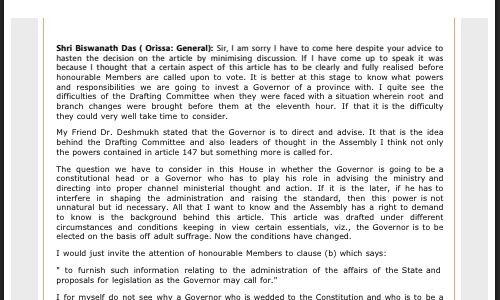 Shri Biswanath Das ( Orissa: General): Sir, I am sorry I have to come here despite your advice to
hasten the decision on the article by minimising discussion. If I have come up to speak it was
because I thought that a certain aspect of this article has to be clearly and fully realised before
honourable Members are called upon to vote. It is better at this stage to know what powers
and responsibilities we are going to invest a Governor of a province with. I quite see the
difficulties of the Drafting Committee when they were faced with a situation wherein root and
branch changes were brought before them at the eleventh hour. If that it is the difficulty
they could very well take time to consider.
My Friend Dr. Deshmukh stated that the Governor is to direct and advise. It that is the idea
behind the Drafting Committee and also leaders of thought in the Assembly I think not only
the powers contained in article 147 but something more is called for.
The question we have to consider in this House in whether the Governor is going to be a
constitutional head or a Governor who has to play his role in advising the ministry and
directing into proper channel ministerial thought and action. If it is the later, if he has to
interfere in shaping the administration and raising the standard, then this power is not
unnatural but id necessary. All that I want to know and the Assembly has a right to demand
to know is the background behind this article. This article was drafted under different
circumstances and conditions keeping in view certain essentials, viz., the Governor is to be
elected on the basis off adult suffrage. Now the conditions have changed.
I would just invite the attention of honourable Members to clause (b) which says:
" to furnish such information relating to the administration of the affairs of the State and
proposals for legislation as the Governor may call for."
I for myself do not see why a Governor who is wedded to the Constitution and who is to be a